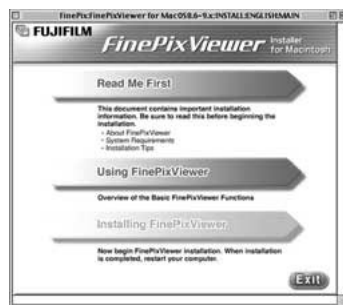 FinePix:FinePixViewer for Mac OS8.6-9.x:INSTALL:ENGLISH:MAIN
FUJIFILM
FinePixViewer Installer for Macintosh
Read Me First
This document contains important installation
information. Be sure to read this before beginning the
installation.
- About FinePixViewer
- System Requirements
- Installation Tips
Using FinePixViewer
Overview of the Basic FinePixViewer Functions
Installing FinePixViewer
Now begin FinePixViewer installation. When installation
is completed, restart your computer.
Exit